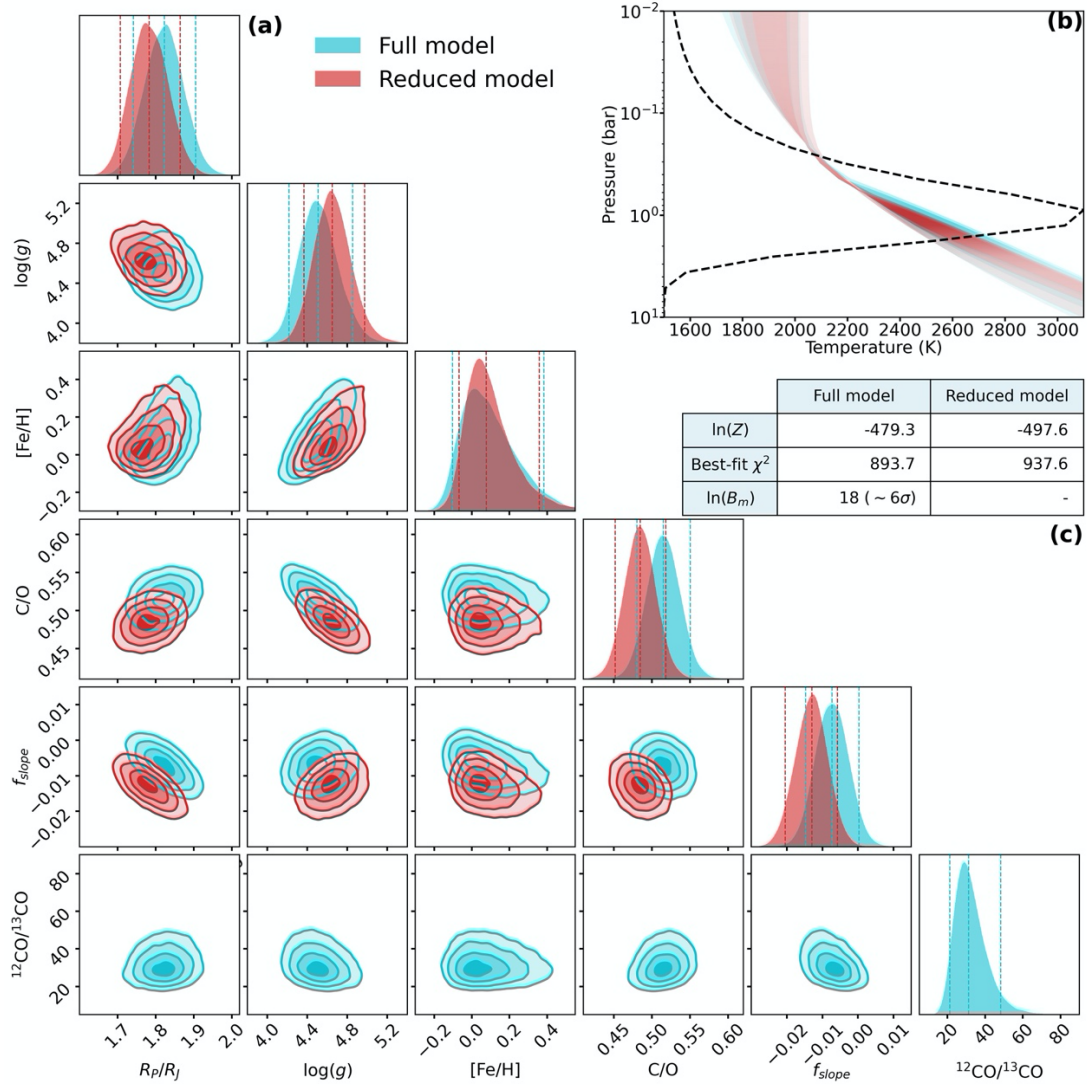 (a)
Full model
Reduced model
(b)
10⁻²
10⁻¹
10⁰
10¹
Pressure (bar)
1600 1800 2000 2200 2400 2600 2800 3000
Temperature (K)
Full model Reduced model
ln(Z) -479.3 -497.6
Best-fit χ² 893.7 937.6
ln(Bₘ) 18 (~6σ) -
(c)
log(g)
5.2
4.8
4.4
4.0
[Fe/H]
0.4
0.2
0.0
−0.2
C/O
0.60
0.55
0.50
0.45
f_slope
0.01
0.00
−0.01
−0.02
¹²CO/¹³CO
80
60
40
20
1.7 1.8 1.9 2.0
4.0 4.4 4.8 5.2
−0.2 0.0 0.2 0.4
0.45 0.50 0.55 0.60
−0.02 −0.01 0.00 0.01
20 40 60 80
R_P/R_J
log(g)
[Fe/H]
C/O
f_slope
¹²CO/¹³CO